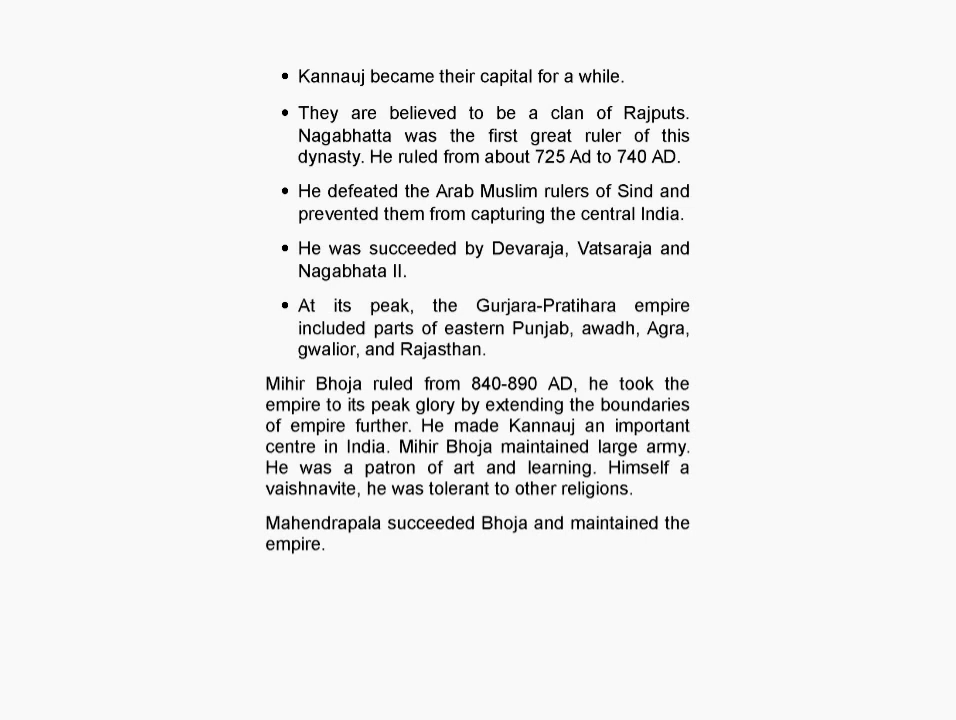 • Kannauj became their capital for a while.
• They are believed to be a clan of Rajputs.
Nagabhatta was the first great ruler of this
dynasty. He ruled from about 725 Ad to 740 AD.
• He defeated the Arab Muslim rulers of Sind and
prevented them from capturing the central India.
• He was succeeded by Devaraja, Vatsaraja and
Nagabhata II.
• At its peak, the Gurjara-Pratihara empire
included parts of eastern Punjab, awadh, Agra,
gwalior, and Rajasthan.
Mihir Bhoja ruled from 840-890 AD, he took the
empire to its peak glory by extending the boundaries
of empire further. He made Kannauj an important
centre in India. Mihir Bhoja maintained large army.
He was a patron of art and learning. Himself a
vaishnavite, he was tolerant to other religions.
Mahendrapala succeeded Bhoja and maintained the
empire.